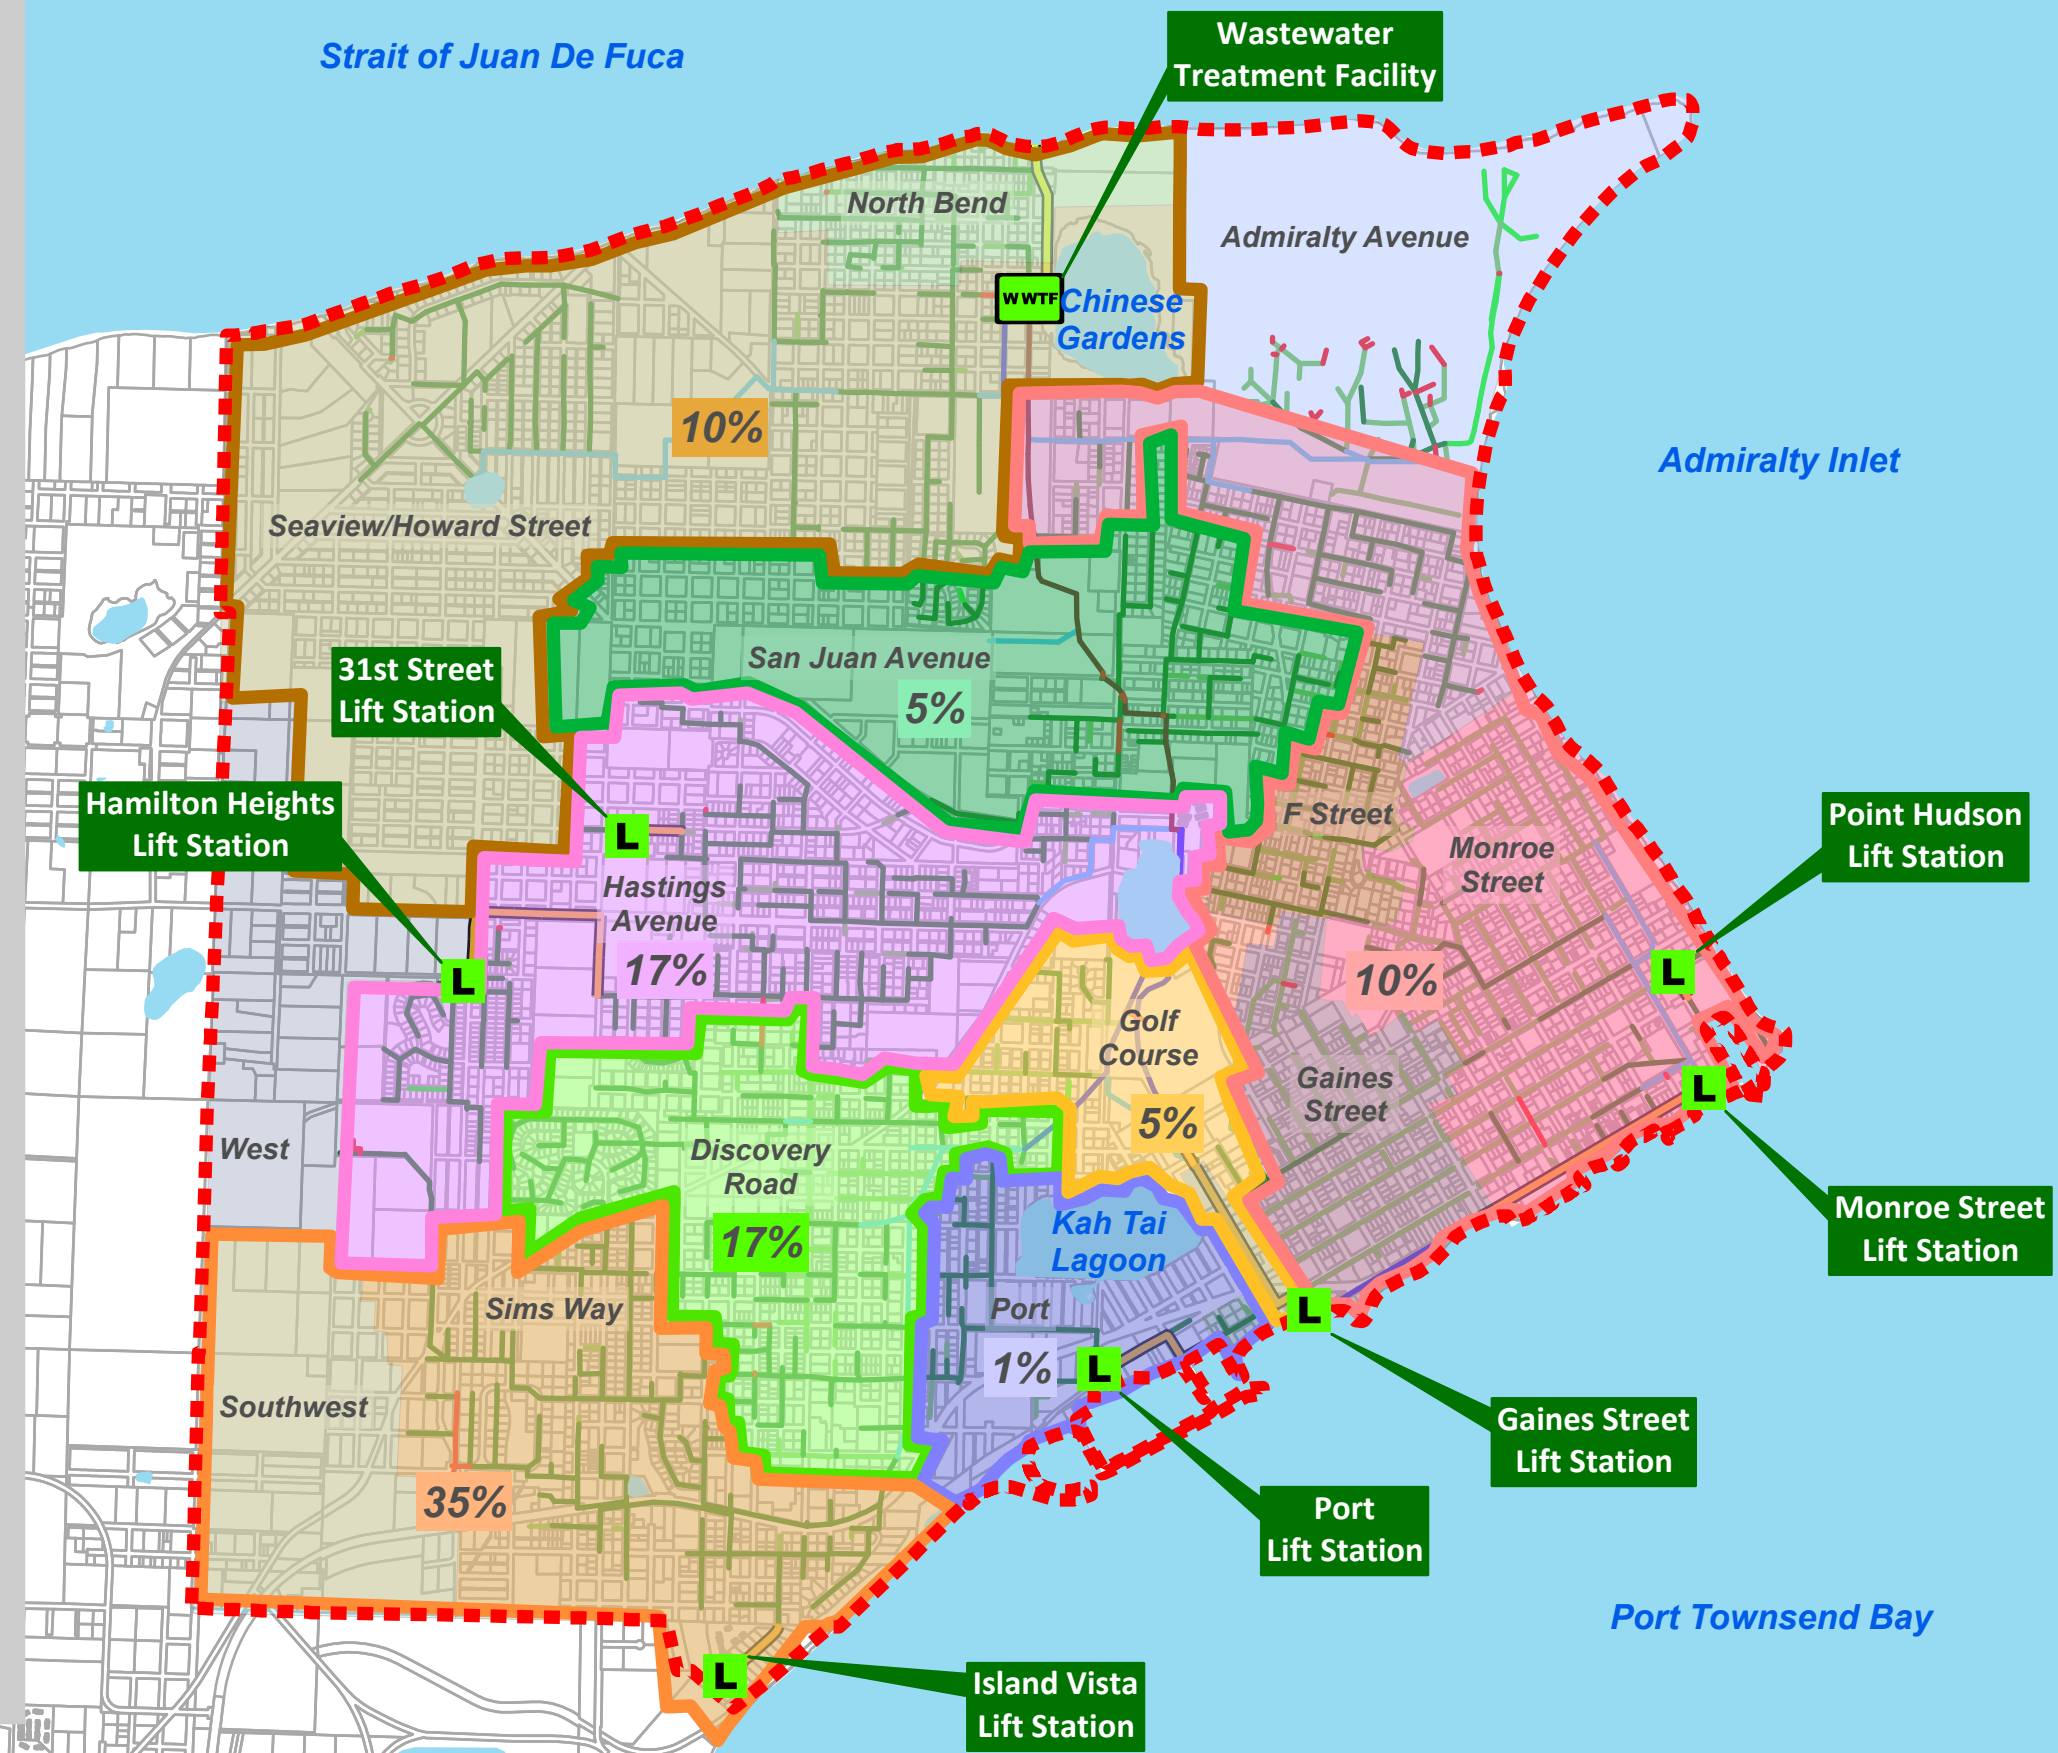 Wastewater
Treatment Facility
Strait of Juan De Fuca
North Bend
Admiralty Avenue
WWTF
Chinese
Gardens
10%
Admiralty Inlet
Seaview/Howard Street
31st Street
Lift Station
San Juan Avenue
5%
Hamilton Heights
Lift Station
L
F Street
Monroe
Street
Point Hudson
Lift Station
Hastings
Avenue
17%
L
10%
L
Golf
Course
Gaines
Street
L
5%
West
Discovery
Road
17%
Kah Tai
Lagoon
Monroe Street
Lift Station
Sims Way
Port
L
1%
L
Southwest
Gaines Street
Lift Station
35%
Port
Lift Station
Port Townsend Bay
L
Island Vista
Lift Station